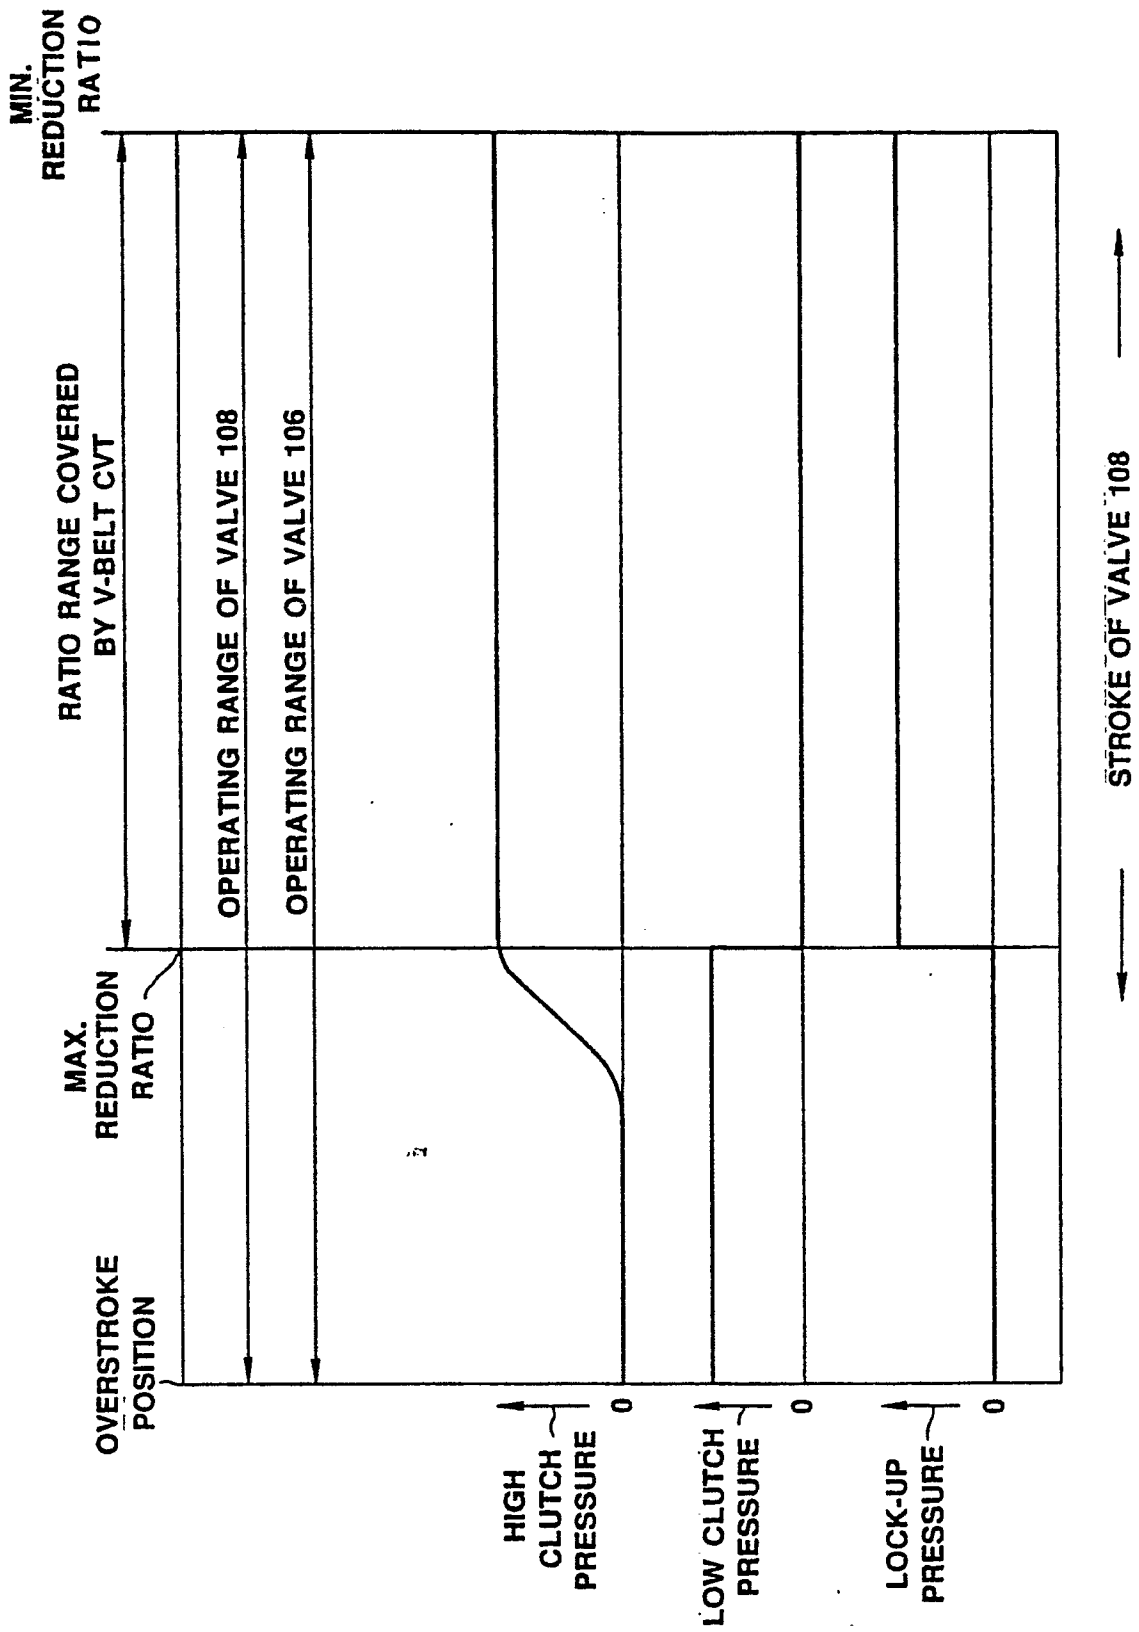 OVERSTROKE
POSITION
MAX.
REDUCTION
RATIO
RATIO RANGE COVERED
BY V-BELT CVT
MIN.
REDUCTION
RATIO
OPERATING RANGE OF VALVE 108
OPERATING RANGE OF VALVE 106
HIGH
CLUTCH
PRESSURE
0
LOW CLUTCH
PRESSURE
0
LOCK-UP
PRESSURE
0
STROKE OF VALVE 108